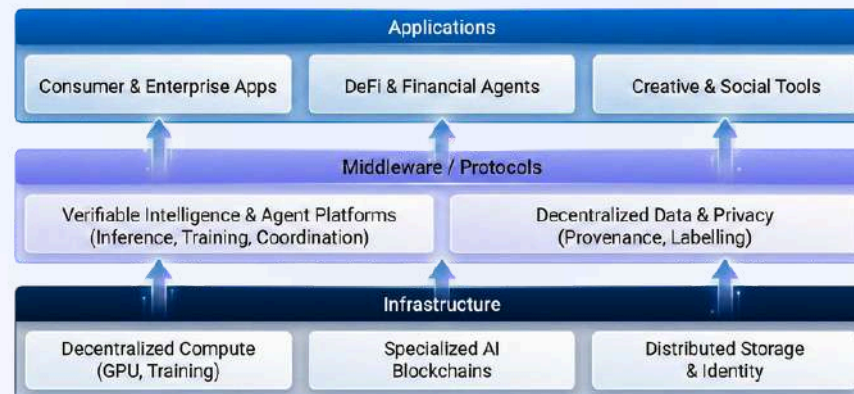 Applications
Consumer & Enterprise Apps
DeFi & Financial Agents
Creative & Social Tools
Middleware / Protocols
Verifiable Intelligence & Agent Platforms
(Inference, Training, Coordination)
Decentralized Data & Privacy
(Provenance, Labelling)
Infrastructure
Decentralized Compute
(GPU, Training)
Specialized AI
Blockchains
Distributed Storage
& Identity